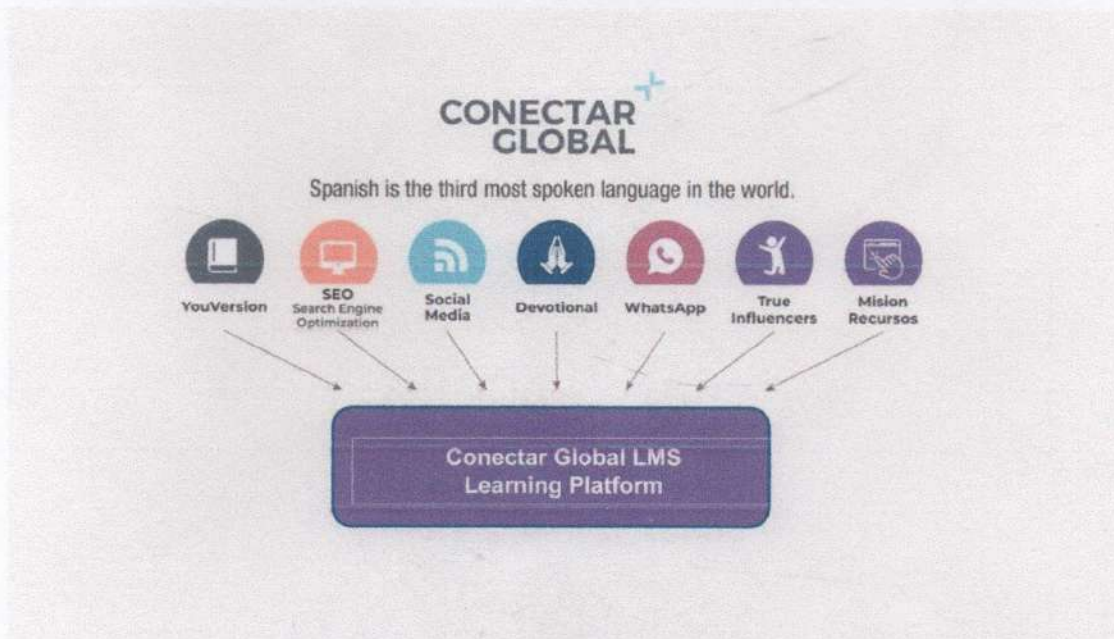 CONECTAR
GLOBAL
Spanish is the third most spoken language in the world.
YouVersion
SEO
Search Engine
Optimization
Social
Media
Devotional
WhatsApp
True
Influencers
Mision
Recursos
Conectar Global LMS
Learning Platform